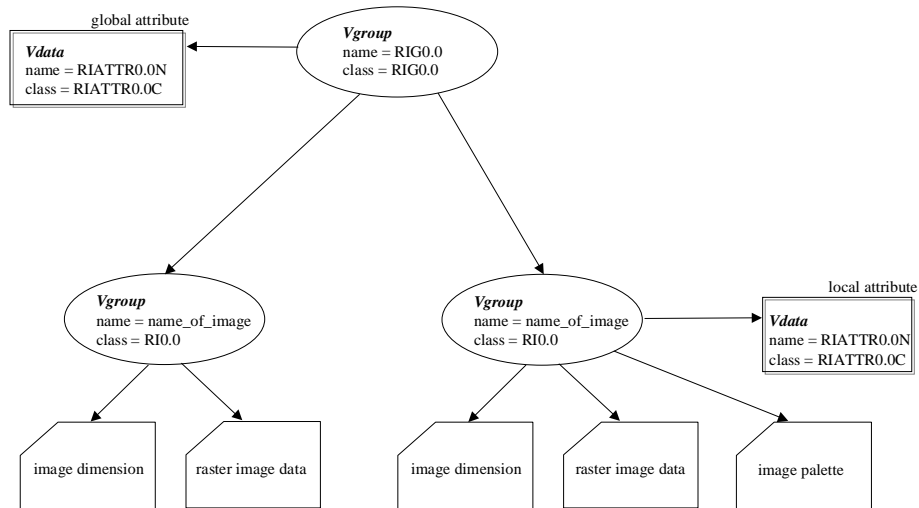 global attribute
Vdata
name = RIATTR0.0N
class = RIATTR0.0C
Vgroup
name = RIG0.0
class = RIG0.0
Vgroup
name = name_of_image
class = RI0.0
Vgroup
name = name_of_image
class = RI0.0
local attribute
Vdata
name = RIATTR0.0N
class = RIATTR0.0C
image dimension
raster image data
image dimension
raster image data
image palette